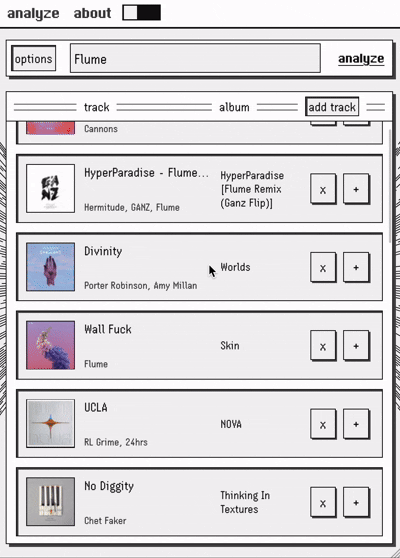 analyze about
options Flume analyze
track album add track
Cannons
HyperParadise - Flume...
HyperParadise
[Flume Remix
(Ganz Flip)]
x +
Hermitude, GANZ, Flume
Divinity
Worlds
x +
Porter Robinson, Amy Millan
Wall Fuck
Skin
x +
Flume
UCLA
NOVA
x +
RL Grime, 24hrs
No Diggity
Thinking In
Textures
x +
Chet Faker